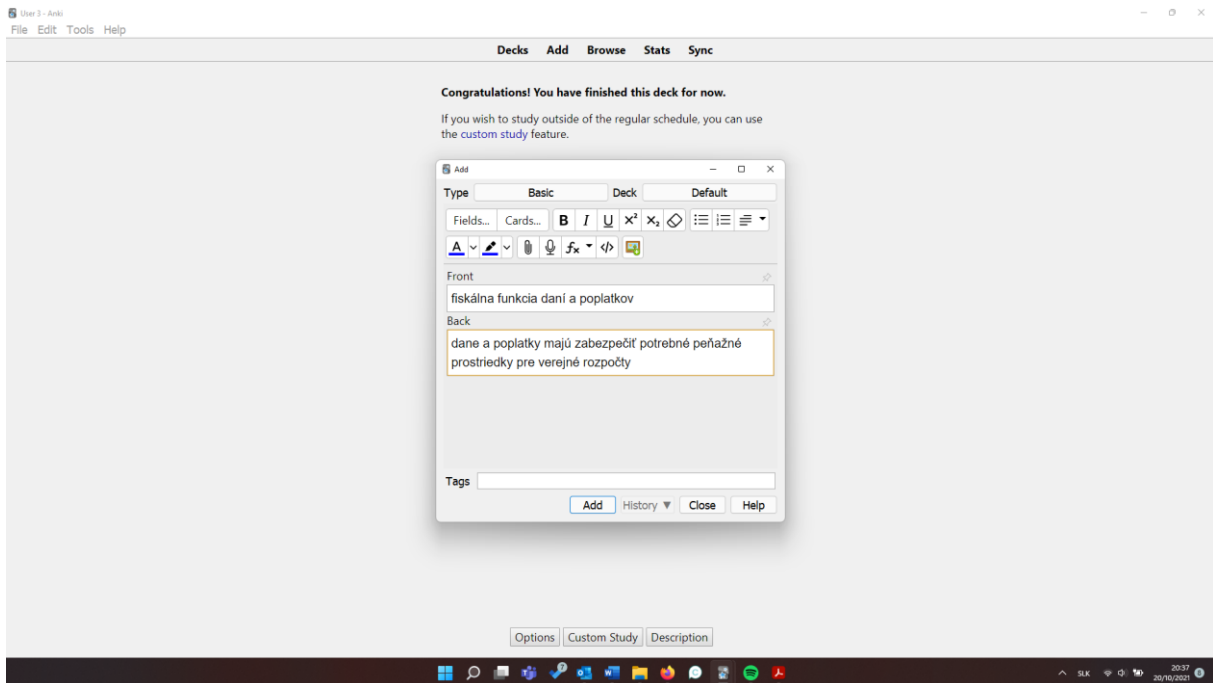 User 3 - Anki
File Edit Tools Help
Decks Add Browse Stats Sync
Congratulations! You have finished this deck for now.
If you wish to study outside of the regular schedule, you can use
the custom study feature.
Add
Type Basic Deck Default
Fields... Cards... B I U x² x₂
A fx </>
Front
fiskálna funkcia daní a poplatkov
Back
dane a poplatky majú zabezpečiť potrebné peňažné
prostriedky pre verejné rozpočty
Tags
Add History ▼ Close Help
Options Custom Study Description
SLK 20:37
20/10/2021